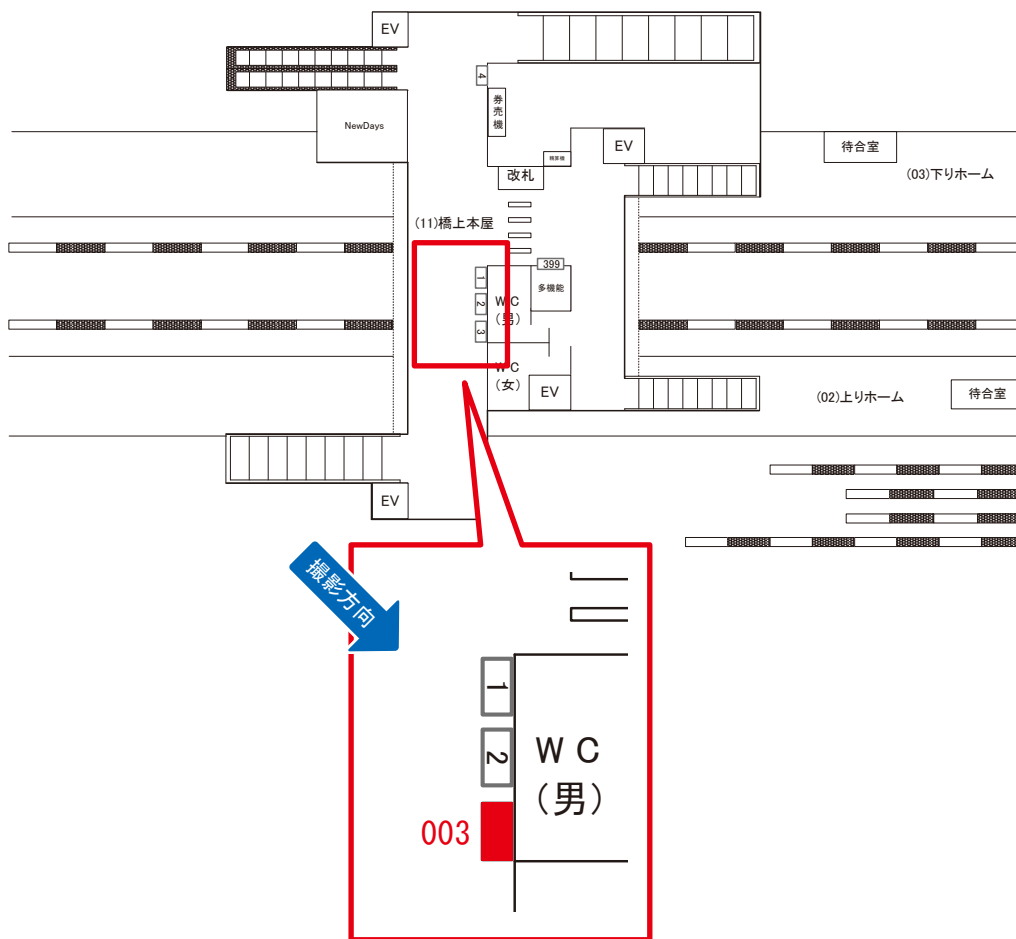 EV
4
券売機
NewDays
EV
待合室
精算機
改札
(03)下りホーム
(11)橋上本屋
399
1
多機能
2
WC
(男)
3
WC
(女)
EV
(02)上りホーム
待合室
EV
撮影方向
1
2
WC
(男)
003